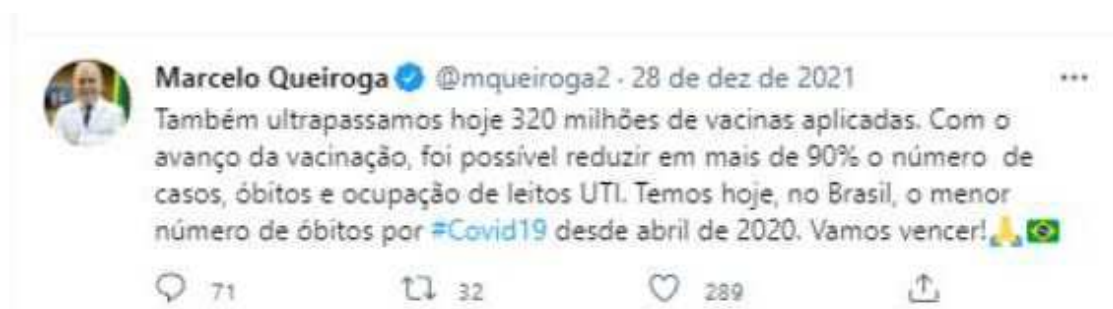 Marcelo Queiroga @mqueiroga2 · 28 de dez de 2021
Também ultrapassamos hoje 320 milhões de vacinas aplicadas. Com o
avanço da vacinação, foi possível reduzir em mais de 90% o número de
casos, óbitos e ocupação de leitos UTI. Temos hoje, no Brasil, o menor
número de óbitos por #Covid19 desde abril de 2020. Vamos vencer!🙏🇧🇷
71 32 289